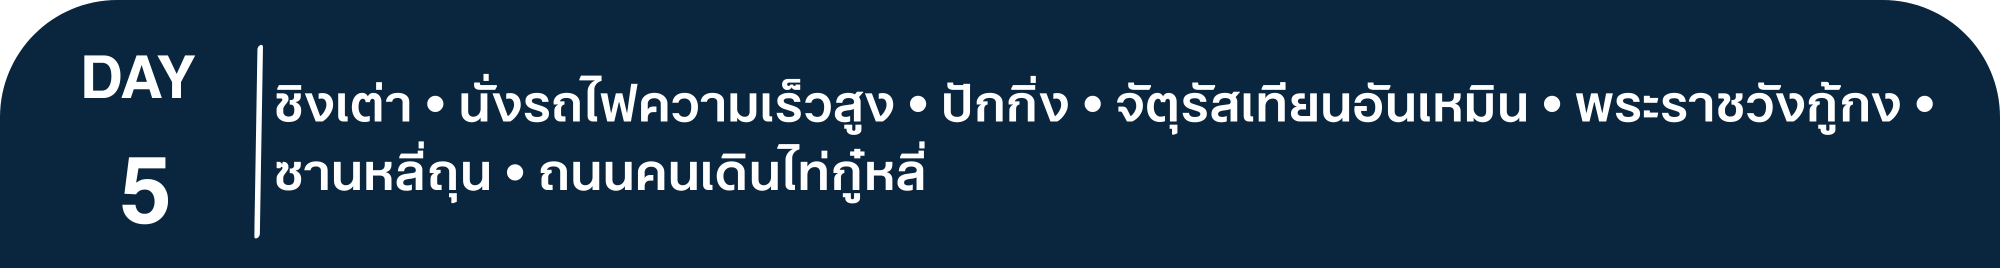 DAY
5
ชิงเต่า • นั่งรถไฟความเร็วสูง • ปักกิ่ง • จัตุรัสเทียนอันเหมิน • พระราชวังกู้กง •
ซานหลี่ถุน • ถนนคนเดินไท่กู๋หลี่